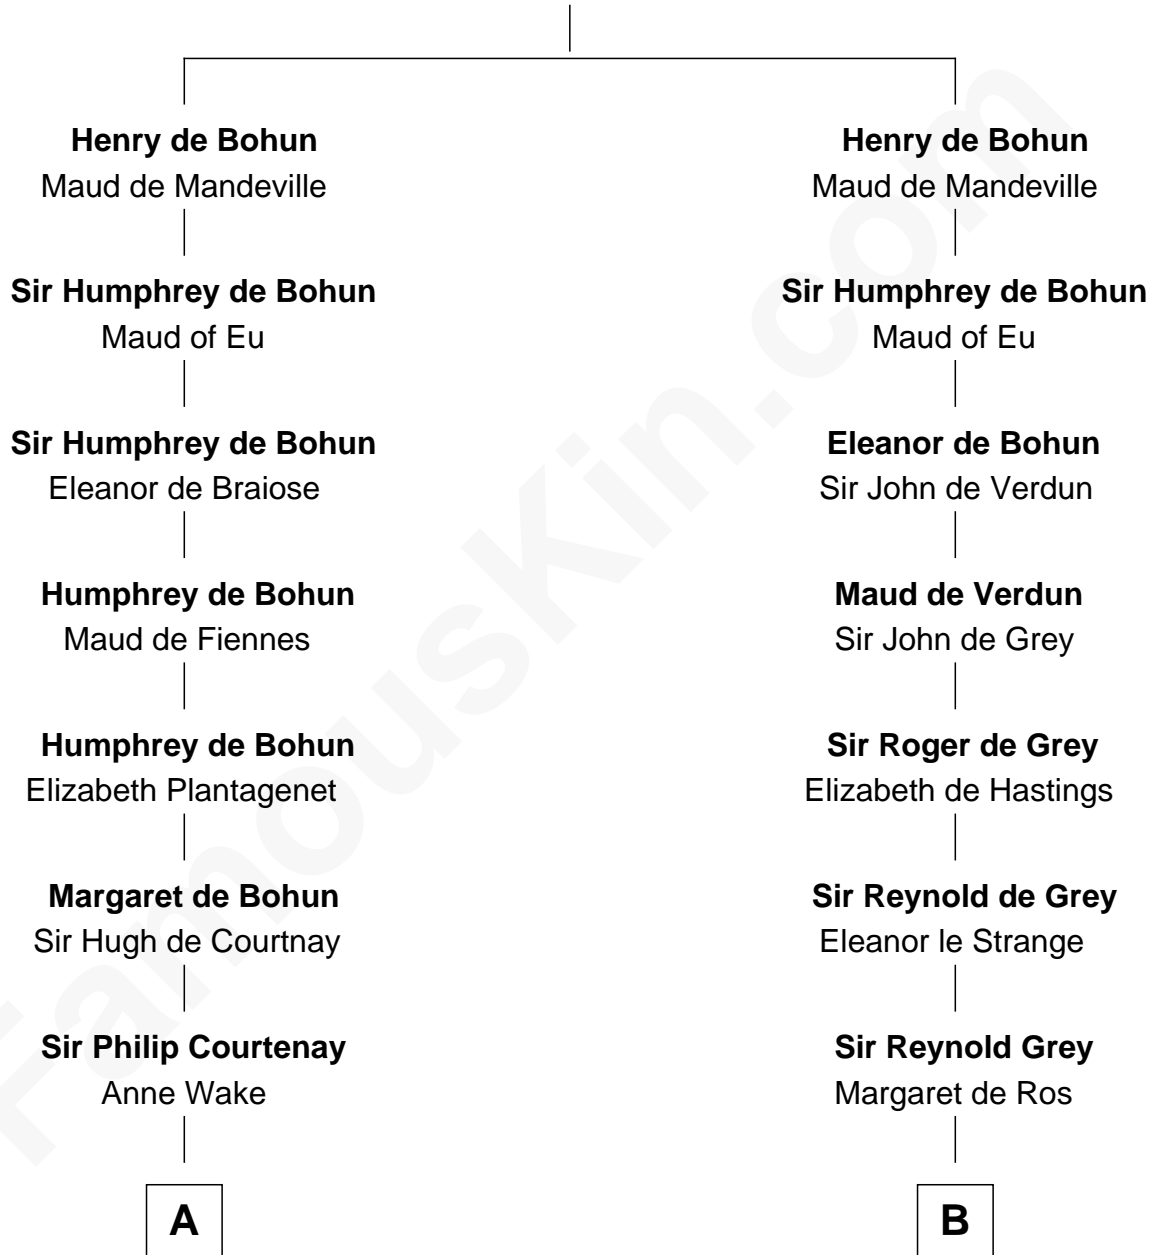 Henry de Bohun
Maud de Mandeville
Sir Humphrey de Bohun
Maud of Eu
Sir Humphrey de Bohun
Eleanor de Braiose
Humphrey de Bohun
Maud de Fiennes
Humphrey de Bohun
Elizabeth Plantagenet
Margaret de Bohun
Sir Hugh de Courtnay
Sir Philip Courtenay
Anne Wake
A
Henry de Bohun
Maud de Mandeville
Sir Humphrey de Bohun
Maud of Eu
Eleanor de Bohun
Sir John de Verdun
Maud de Verdun
Sir John de Grey
Sir Roger de Grey
Elizabeth de Hastings
Sir Reynold de Grey
Eleanor le Strange
Sir Reynold Grey
Margaret de Ros
B
FamousKin.com